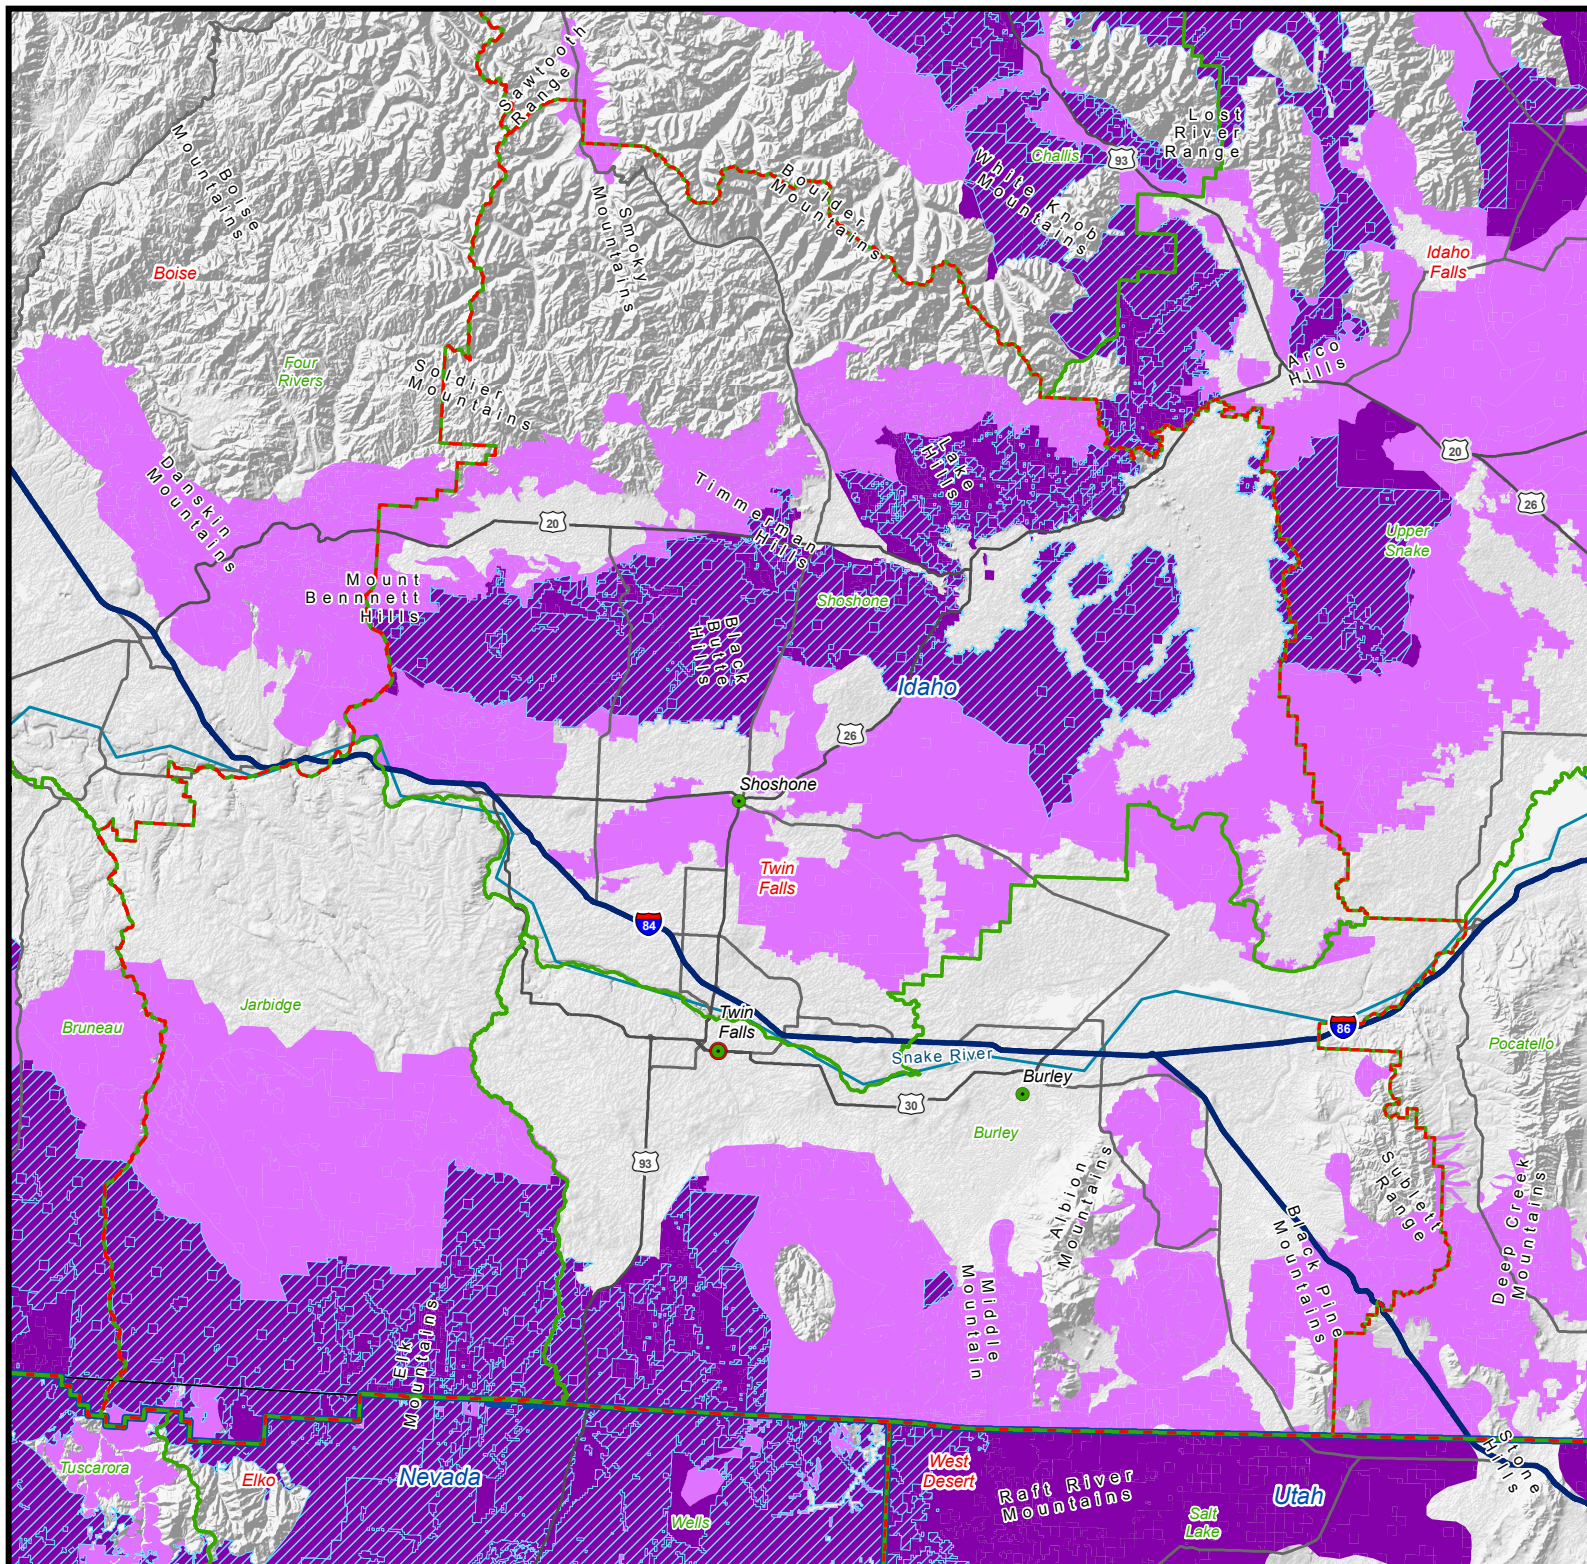 Sawtooth
Range
Boise
Mountains
Smoky
Mountains
Boulder
Mountains
White Knob
Mountains
Challis
93
Lost
River
Range
Boise
Idaho
Falls
Four
Rivers
Soldier
Mountains
Arco
Hills
Danskin
Mountains
Lake
Hills
Timmerman
Hills
20
20
26
Upper
Snake
Mount
Bennnett
Hills
Shoshone
Black
Butte
Hills
Idaho
26
Shoshone
Twin
Falls
84
Jarbidge
Bruneau
Twin
Falls
86
Snake River
Pocatello
Burley
30
Burley
93
Albion
Mountains
Sublett
Range
Deep Creek
Mountains
Black Pine
Mountains
Middle
Mountain
Elk
Mountains
Tuscarora
Elko
Nevada
Wells
West
Desert
Raft River
Mountains
Salt
Lake
Utah
Stone
Hills